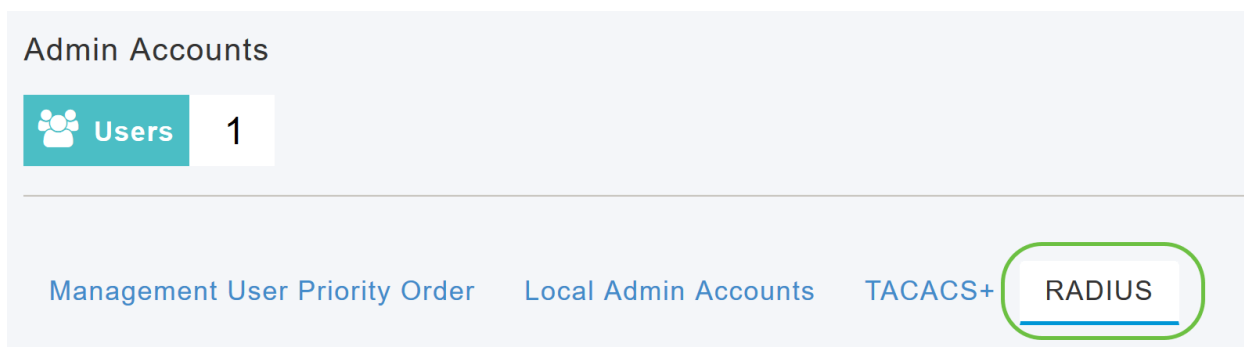 Admin Accounts
Users 1
Management User Priority Order Local Admin Accounts TACACS+ RADIUS